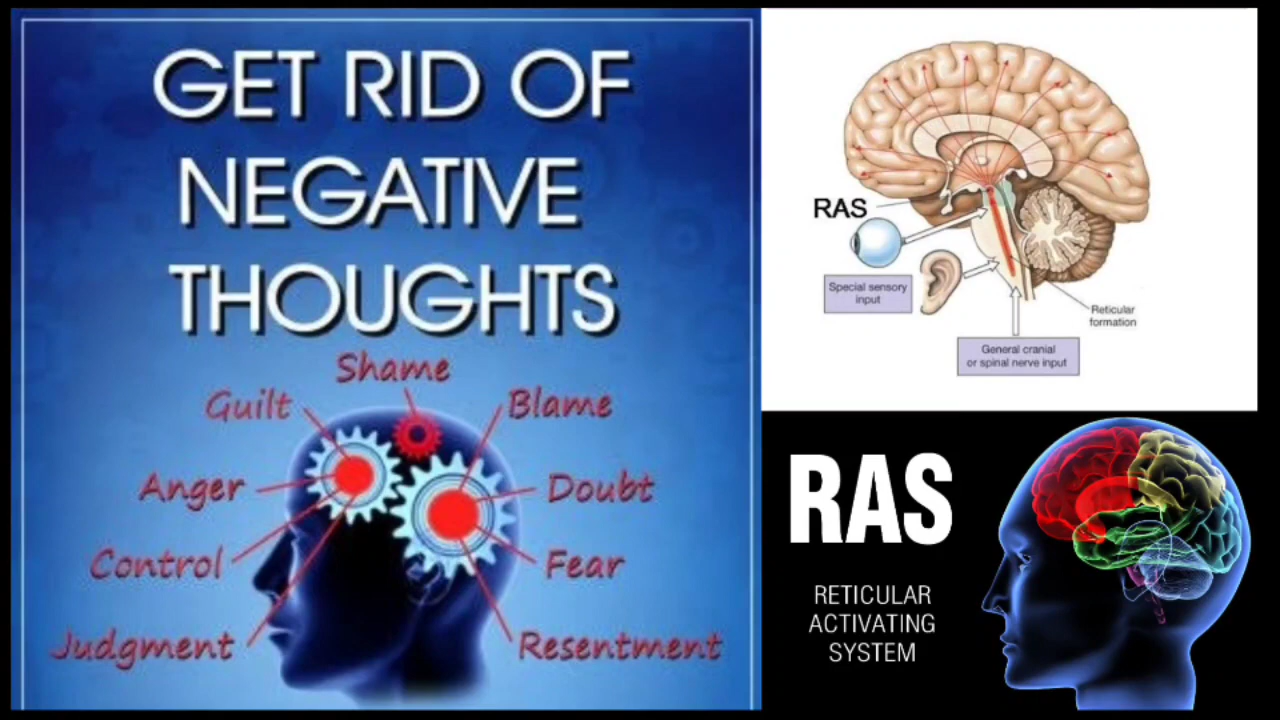 GET RID OF
NEGATIVE
THOUGHTS
Shame
Guilt
Blame
Anger
Doubt
Control
Fear
Judgment
Resentment
RAS
Special sensory
input
Reticular
formation
General cranial
or spinal nerve input
RAS
RETICULAR
ACTIVATING
SYSTEM